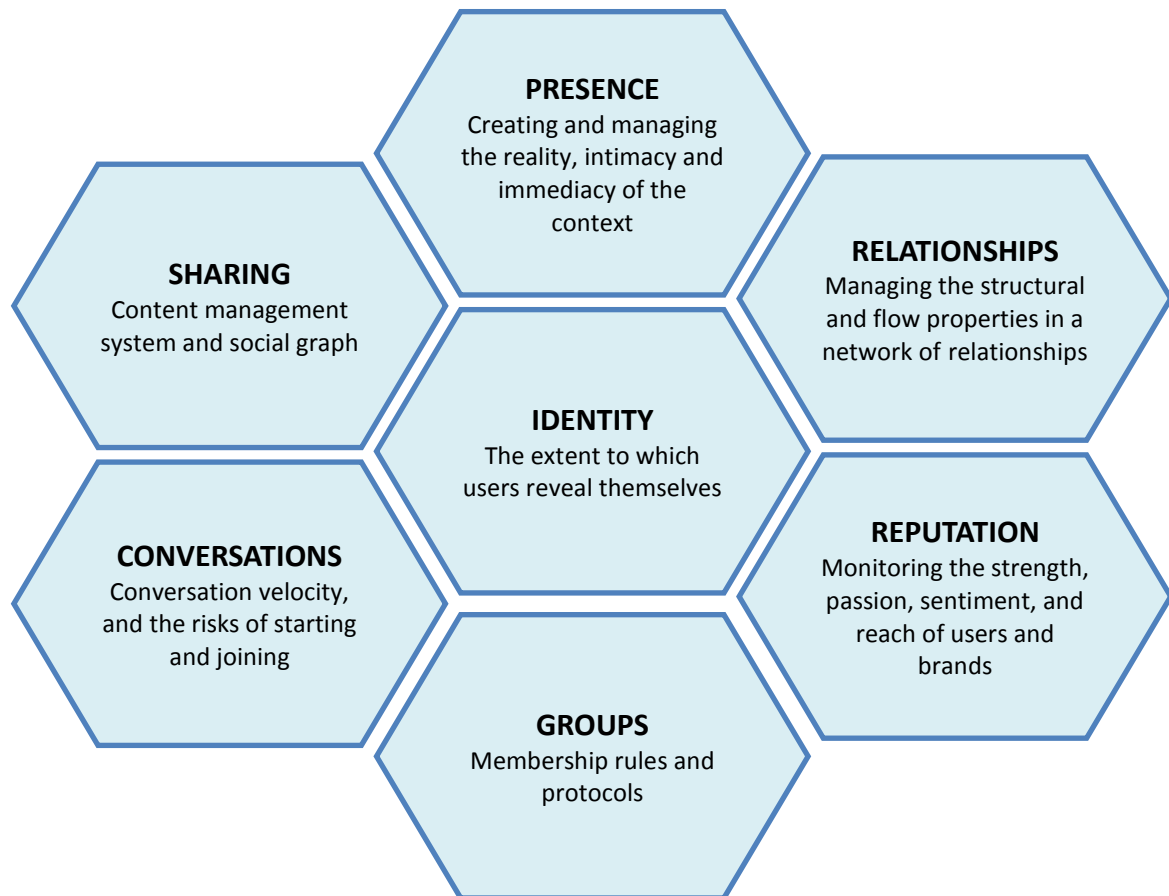 PRESENCE
Creating and managing
the reality, intimacy and
immediacy of the
context
SHARING
Content management
system and social graph
RELATIONSHIPS
Managing the structural
and flow properties in a
network of relationships
IDENTITY
The extent to which
users reveal themselves
CONVERSATIONS
Conversation velocity,
and the risks of starting
and joining
REPUTATION
Monitoring the strength,
passion, sentiment, and
reach of users and
brands
GROUPS
Membership rules and
protocols